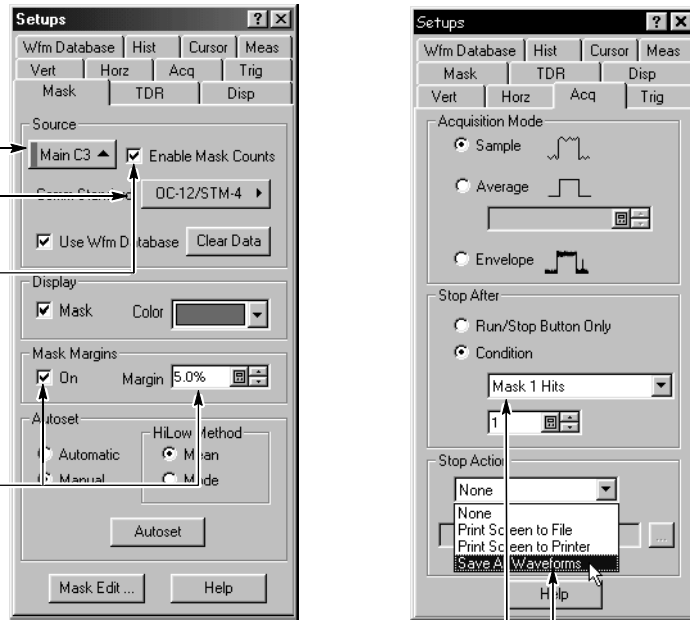 Setups
Wfm Database Hist Cursor Meas
Vert Horz Acq Trig
Mask TDR Disp
Source
Main C3 Enable Mask Counts
Comm Standard OC-12/STM-4
Use Wfm Database Clear Data
Display
Mask Color
Mask Margins
On Margin 5.0%
Autoset
HiLow Method
Automatic Mean
Manual Mode
Autoset
Mask Edit ... Help
Setups
Wfm Database Hist Cursor Meas
Mask TDR Disp
Vert Horz Acq Trig
Acquisition Mode
Sample
Average
Envelope
Stop After
Run/Stop Button Only
Condition
Mask 1 Hits
1
Stop Action
None
None
Print Screen to File
Print Screen to Printer
Save All Waveforms
...
Help